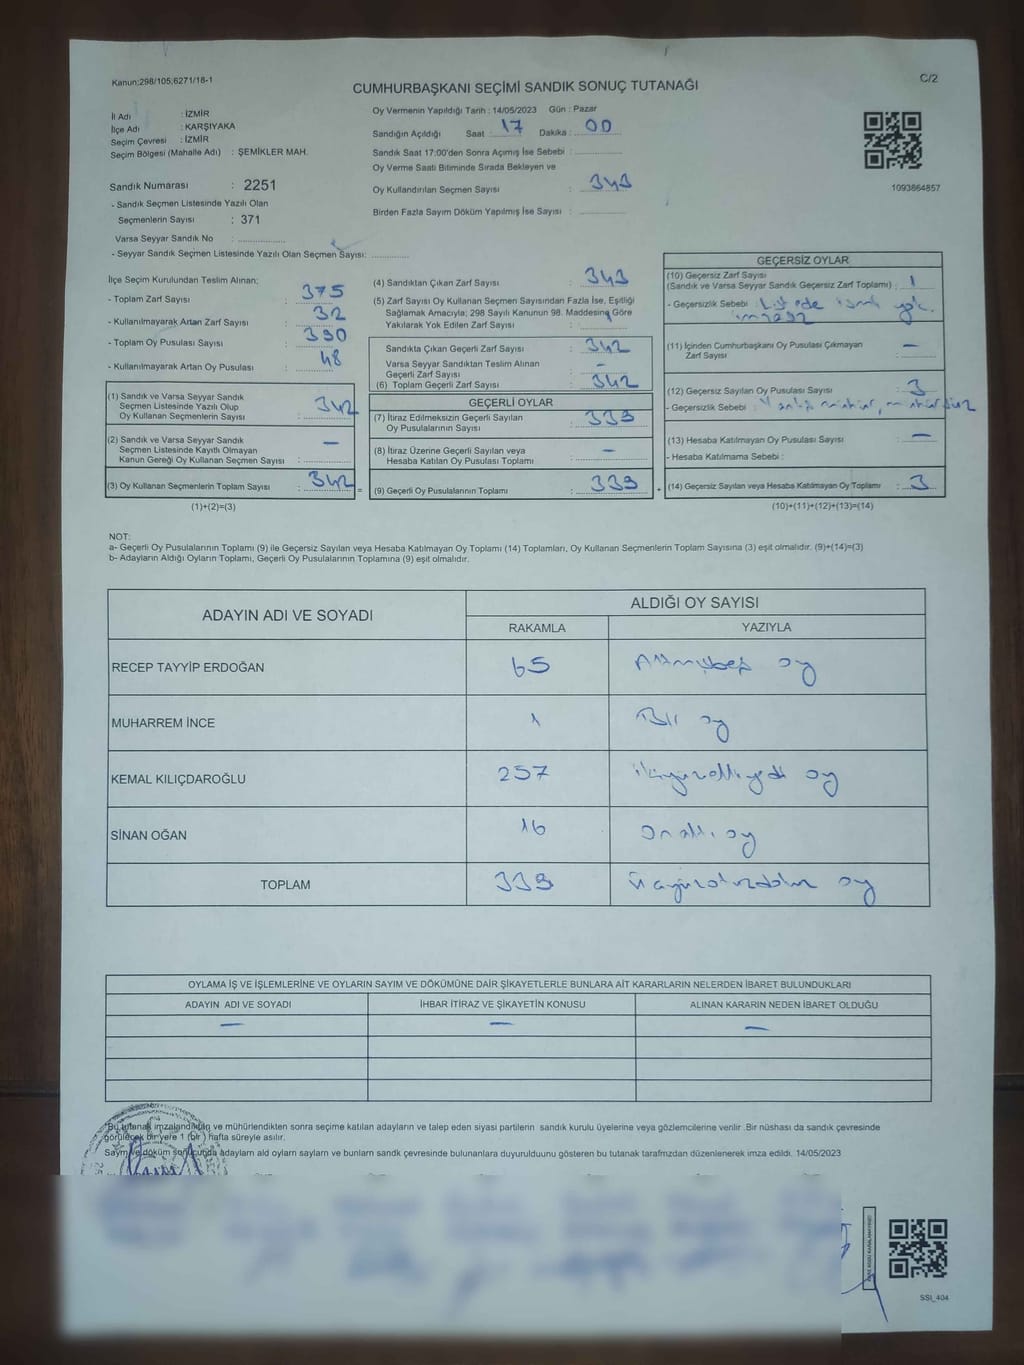 Kanun:298/105,6271/18-1
C/2
CUMHURBAŞKANI SEÇİMİ SANDIK SONUÇ TUTANAĞI
İl Adı : İZMİR
İlçe Adı : KARŞIYAKA
Seçim Çevresi : İZMİR
Seçim Bölgesi (Mahalle Adı) : ŞEMİKLER MAH.
Sandık Numarası : 2251
- Sandık Seçmen Listesinde Yazılı Olan
Seçmenlerin Sayısı : 371
Varsa Seyyar Sandık No :
- Seyyar Sandık Seçmen Listesinde Yazılı Olan Seçmen Sayısı:
Oy Vermenin Yapıldığı Tarih : 14/05/2023 Gün : Pazar
Sandığın Açıldığı Saat : 17 Dakika : 00
Sandık Saat 17:00'den Sonra Açımış İse Sebebi :
Oy Verme Saati Bitiminde Sırada Bekleyen ve
Oy Kullandırılan Seçmen Sayısı : 343
Birden Fazla Sayım Döküm Yapılmış İse Sayısı :
1093864857
İlçe Seçim Kurulundan Teslim Alınan;
- Toplam Zarf Sayısı : 375
- Kullanılmayarak Artan Zarf Sayısı : 32
- Toplam Oy Pusulası Sayısı : 390
- Kullanılmayarak Artan Oy Pusulası : 48
(1) Sandık ve Varsa Seyyar Sandık
Seçmen Listesinde Yazılı Olup
Oy Kullanan Seçmenlerin Sayısı : 342
(2) Sandık ve Varsa Seyyar Sandık
Seçmen Listesinde Kayıtlı Olmayan
Kanun Gereği Oy Kullanan Seçmen Sayısı : —
(3) Oy Kullanan Seçmenlerin Toplam Sayısı : 342 =
(1)+(2)=(3)
(4) Sandıktan Çıkan Zarf Sayısı : 343
(5) Zarf Sayısı Oy Kullanan Seçmen Sayısından Fazla İse, Eşitliği
Sağlamak Amacıyla; 298 Sayılı Kanunun 98. Maddesine Göre
Yakılarak Yok Edilen Zarf Sayısı :
Sandıkta Çıkan Geçerli Zarf Sayısı : 342
Varsa Seyyar Sandıktan Teslim Alınan
Geçerli Zarf Sayısı : —
(6) Toplam Geçerli Zarf Sayısı : 342
GEÇERLİ OYLAR
(7) İtiraz Edilmeksizin Geçerli Sayılan
Oy Pusulalarının Sayısı : 339
(8) İtiraz Üzerine Geçerli Sayılan veya
Hesaba Katılan Oy Pusulası Toplamı : —
(9) Geçerli Oy Pusulalarının Toplamı : 339 +
GEÇERSİZ OYLAR
(10) Geçersiz Zarf Sayısı
(Sandık ve Varsa Seyyar Sandık Geçersiz Zarf Toplamı) : 1
- Geçersizlik Sebebi : Listede yok.
(11) İçinden Cumhurbaşkanı Oy Pusulası Çıkmayan
Zarf Sayısı : —
(12) Geçersiz Sayılan Oy Pusulası Sayısı : 3
- Geçersizlik Sebebi : Yanlış mühür, mühürsüz
(13) Hesaba Katılmayan Oy Pusulası Sayısı : —
- Hesaba Katılmama Sebebi :
(14) Geçersiz Sayılan veya Hesaba Katılmayan Oy Toplamı : 3
(10)+(11)+(12)+(13)=(14)
NOT:
a- Geçerli Oy Pusulalarının Toplamı (9) ile Geçersiz Sayılan veya Hesaba Katılmayan Oy Toplamı (14) Toplamları, Oy Kullanan Seçmenlerin Toplam Sayısına (3) eşit olmalıdır. (9)+(14)=(3)
b- Adayların Aldığı Oyların Toplamı, Geçerli Oy Pusulalarının Toplamına (9) eşit olmalıdır.
ADAYIN ADI VE SOYADI
ALDIĞI OY SAYISI
RAKAMLA YAZIYLA
RECEP TAYYİP ERDOĞAN 65 Altmışbeş oy
MUHARREM İNCE 1 Bir oy
KEMAL KILIÇDAROĞLU 257 ikiyüzelliyedi oy
SİNAN OĞAN 16 Onaltı oy
TOPLAM 339 üçyüzotuzdokuz oy
OYLAMA İŞ VE İŞLEMLERİNE VE OYLARIN SAYIM VE DÖKÜMÜNE DAİR ŞİKAYETLERLE BUNLARA AİT KARARLARIN NELERDEN İBARET BULUNDUKLARI
ADAYIN ADI VE SOYADI İHBAR İTİRAZ VE ŞİKAYETİN KONUSU ALINAN KARARIN NEDEN İBARET OLDUĞU
— — —
*Bu tutanak imzalandıktan ve mühürlendikten sonra seçime katılan adayların ve talep eden siyasi partilerin sandık kurulu üyelerine veya gözlemcilerine verilir .Bir nüshası da sandık çevresinde
görülecek bir yere 1 (bir ) hafta süreyle asılır.
Sayım ve döküm sonucunda adayların ald oyların sayların ve bunların sandk çevresinde bulunanlara duyurulduunu gösteren bu tutanak tarafmzdan düzenlenerek imza edildi. 14/05/2023
SSİ_404